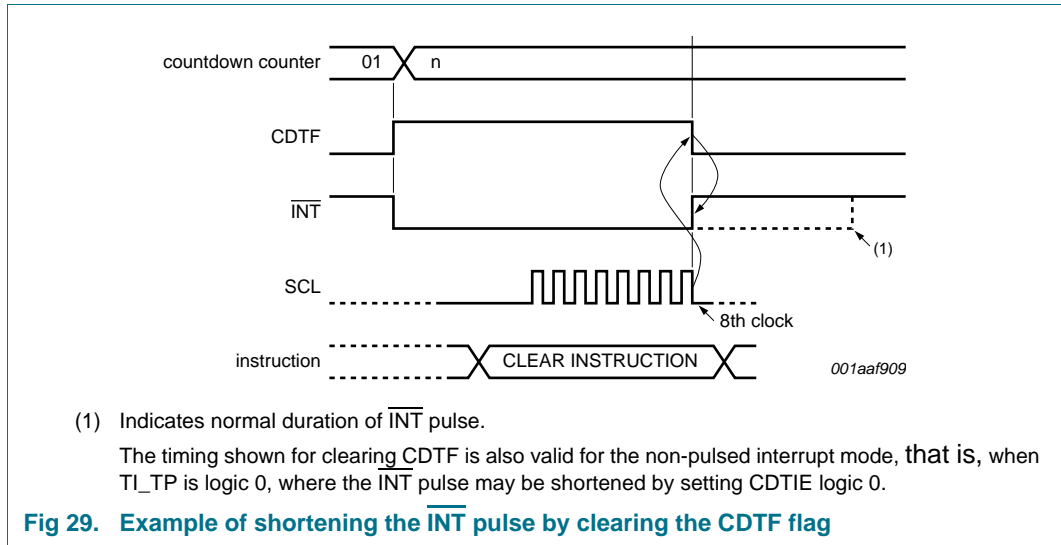 countdown counter 01 n
CDTF
INT
(1)
SCL
8th clock
instruction CLEAR INSTRUCTION
001aaf909
(1) Indicates normal duration of INT pulse.
The timing shown for clearing CDTF is also valid for the non-pulsed interrupt mode, that is, when
TI_TP is logic 0, where the INT pulse may be shortened by setting CDTIE logic 0.
Fig 29. Example of shortening the INT pulse by clearing the CDTF flag